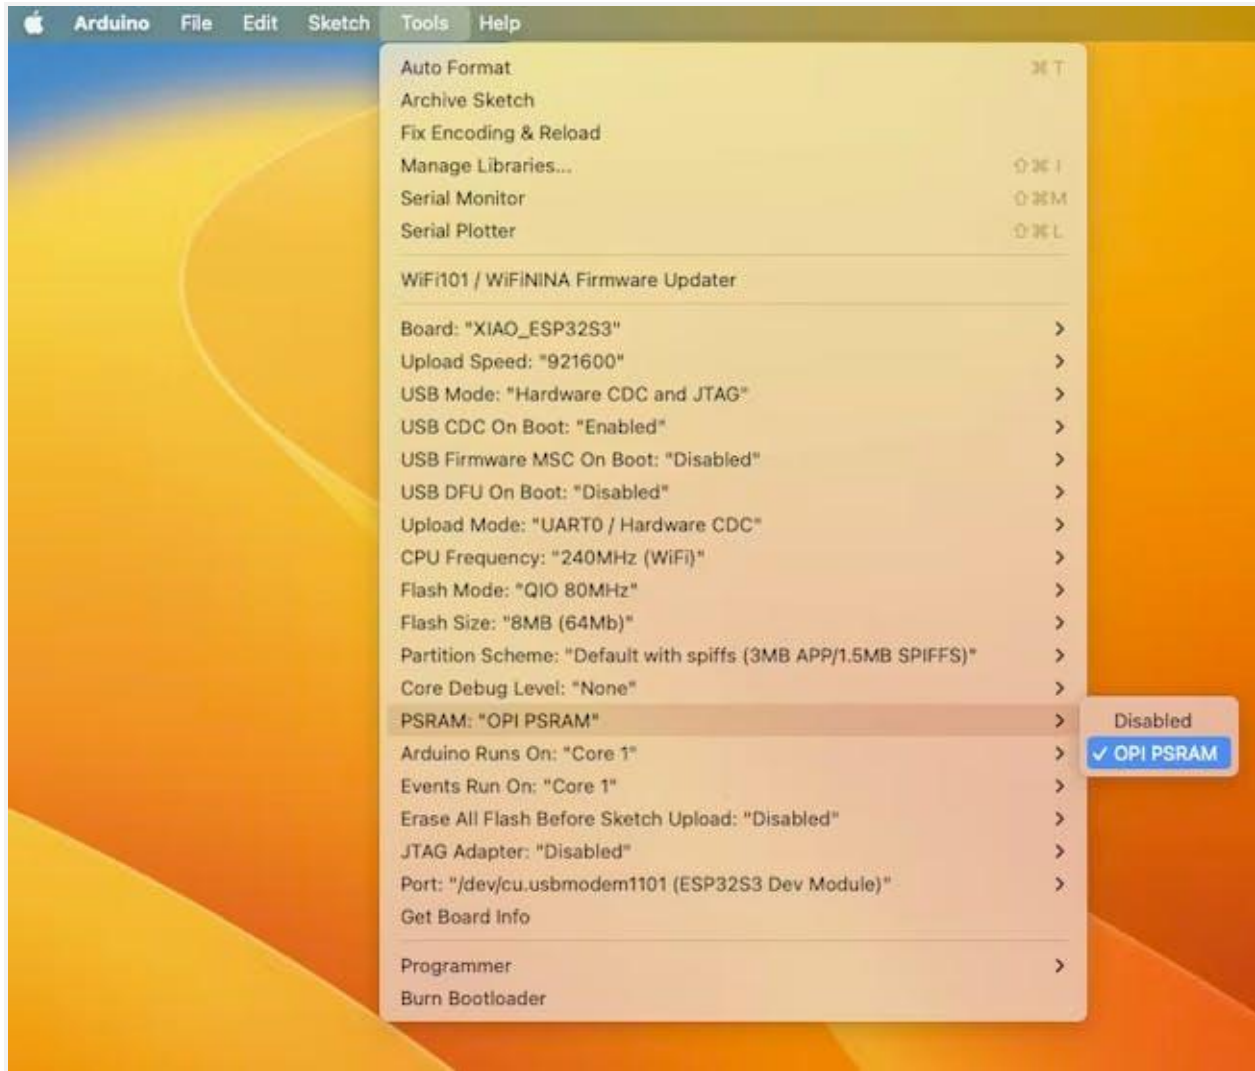 Arduino File Edit Sketch Tools Help
Auto Format ⌘T
Archive Sketch
Fix Encoding & Reload
Manage Libraries... ⇧⌘I
Serial Monitor ⇧⌘M
Serial Plotter ⇧⌘L
WiFi101 / WiFiNINA Firmware Updater
Board: "XIAO_ESP32S3"
Upload Speed: "921600"
USB Mode: "Hardware CDC and JTAG"
USB CDC On Boot: "Enabled"
USB Firmware MSC On Boot: "Disabled"
USB DFU On Boot: "Disabled"
Upload Mode: "UART0 / Hardware CDC"
CPU Frequency: "240MHz (WiFi)"
Flash Mode: "QIO 80MHz"
Flash Size: "8MB (64Mb)"
Partition Scheme: "Default with spiffs (3MB APP/1.5MB SPIFFS)"
Core Debug Level: "None"
PSRAM: "OPI PSRAM"
Disabled
✓ OPI PSRAM
Arduino Runs On: "Core 1"
Events Run On: "Core 1"
Erase All Flash Before Sketch Upload: "Disabled"
JTAG Adapter: "Disabled"
Port: "/dev/cu.usbmodem1101 (ESP32S3 Dev Module)"
Get Board Info
Programmer
Burn Bootloader